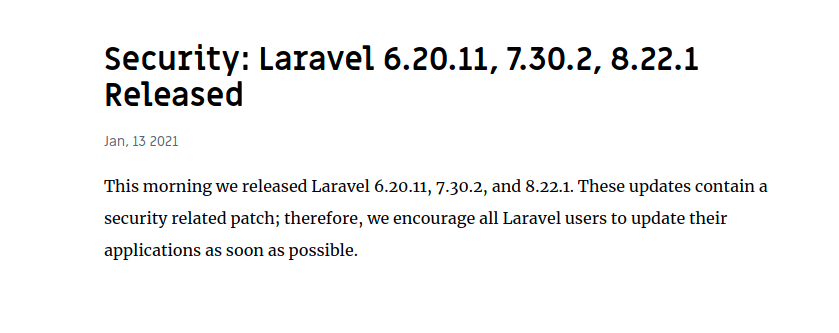 Security: Laravel 6.20.11, 7.30.2, 8.22.1
Released
Jan, 13 2021
This morning we released Laravel 6.20.11, 7.30.2, and 8.22.1. These updates contain a
security related patch; therefore, we encourage all Laravel users to update their
applications as soon as possible.